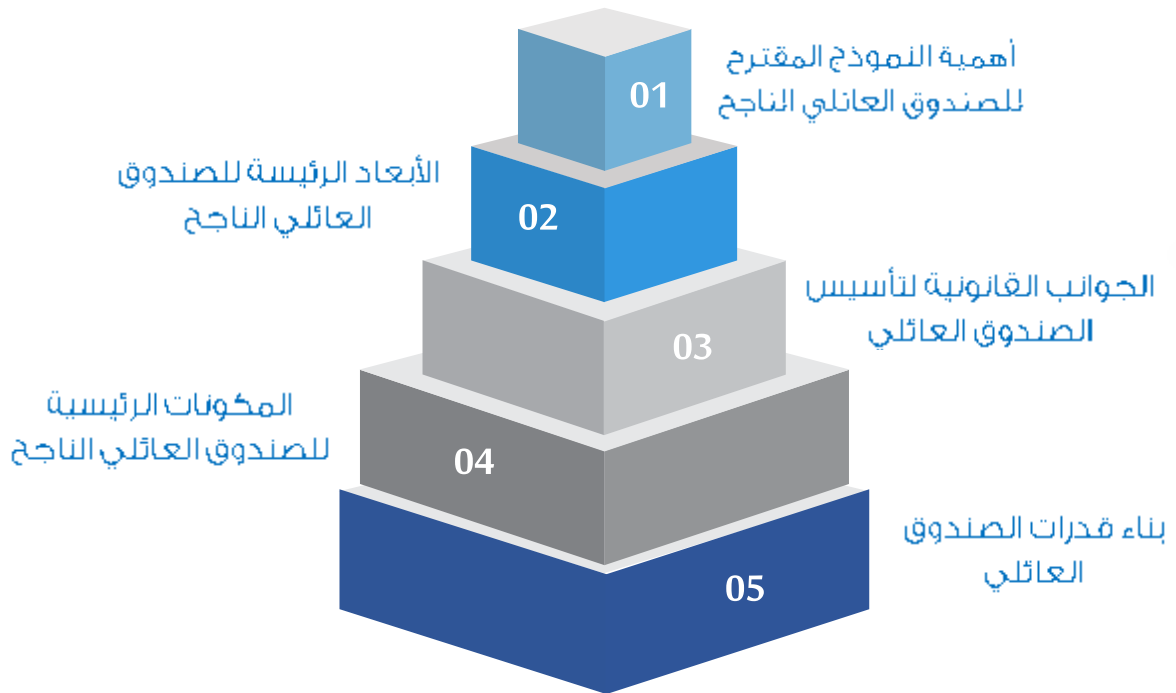 01
أهمية النموذج المقترح
للصندوق العائلي الناجح
02
الأبعاد الرئيسة للصندوق
العائلي الناجح
03
الجوانب القانونية لتأسيس
الصندوق العائلي
04
المكونات الرئيسية
للصندوق العائلي الناجح
05
بناء قدرات الصندوق
العائلي